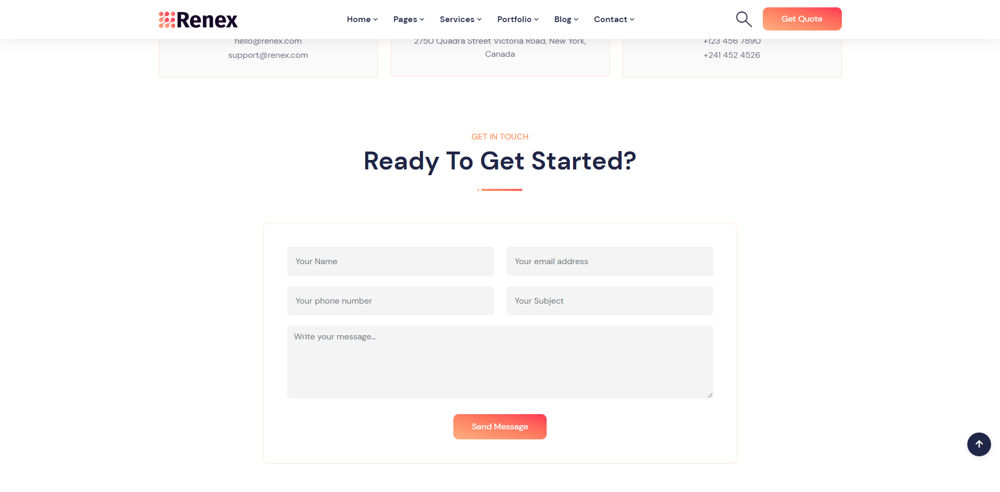 Renex
Home
Pages
Services
Portfolio
Blog
Contact
Get Quote
hello@renex.com
support@renex.com
2750 Quadra Street Victoria Road, New York,
Canada
+123 456 7890
+241 452 4526
GET IN TOUCH
Ready To Get Started?
Your Name
Your email address
Your phone number
Your Subject
Write your message...
Send Message